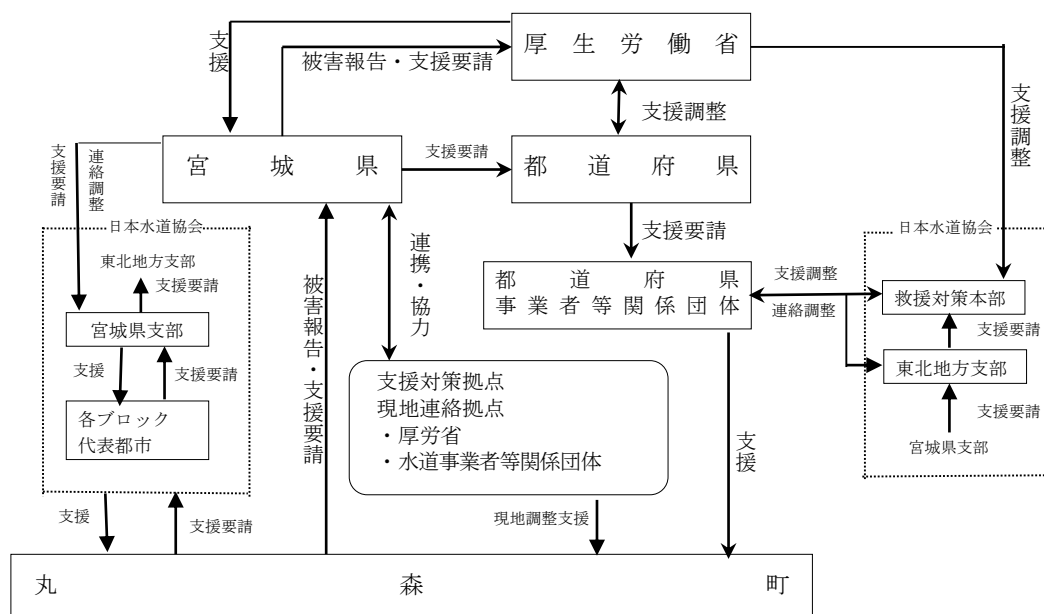 厚生労働省
支援
被害報告・支援要請
支援調整
支援調整
宮城県
支援要請
都道府県
支援要請
連絡調整
支援要請
日本水道協会
東北地方支部
支援要請
宮城県支部
支援
支援要請
各ブロック
代表都市
被害報告・支援要請
連携・協力
都道府県
事業者等関係団体
支援調整
連絡調整
日本水道協会
救援対策本部
支援要請
東北地方支部
支援要請
宮城県支部
支援対策拠点
現地連絡拠点
・厚労省
・水道事業者等関係団体
支援
支援
支援要請
現地調整支援
丸森町